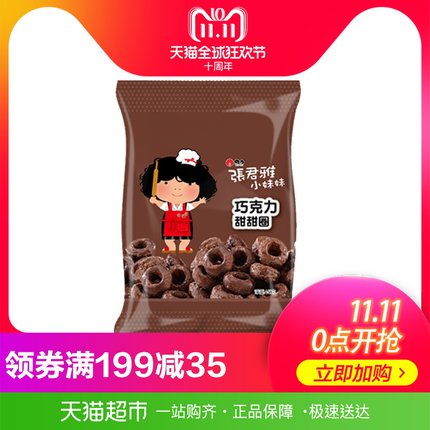 11.11
天猫全球狂欢节
十周年
張君雅
小妹妹
巧克力
甜甜圈
11.11
0点开抢
领券满199减35
立即加购
天猫超市 一站购齐·正品保障·极速送达